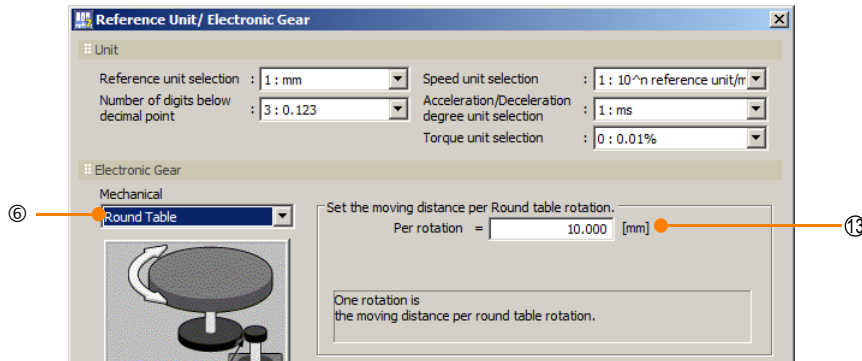 Reference Unit/ Electronic Gear
Unit
Reference unit selection : 1 : mm
Speed unit selection : 1 : 10^n reference unit/m
Number of digits below
decimal point : 3 : 0.123
Acceleration/Deceleration
degree unit selection : 1 : ms
Torque unit selection : 0 : 0.01%
Electronic Gear
Mechanical
⑥ Round Table
Set the moving distance per Round table rotation.
Per rotation = 10.000 [mm] ⑬
One rotation is
the moving distance per round table rotation.